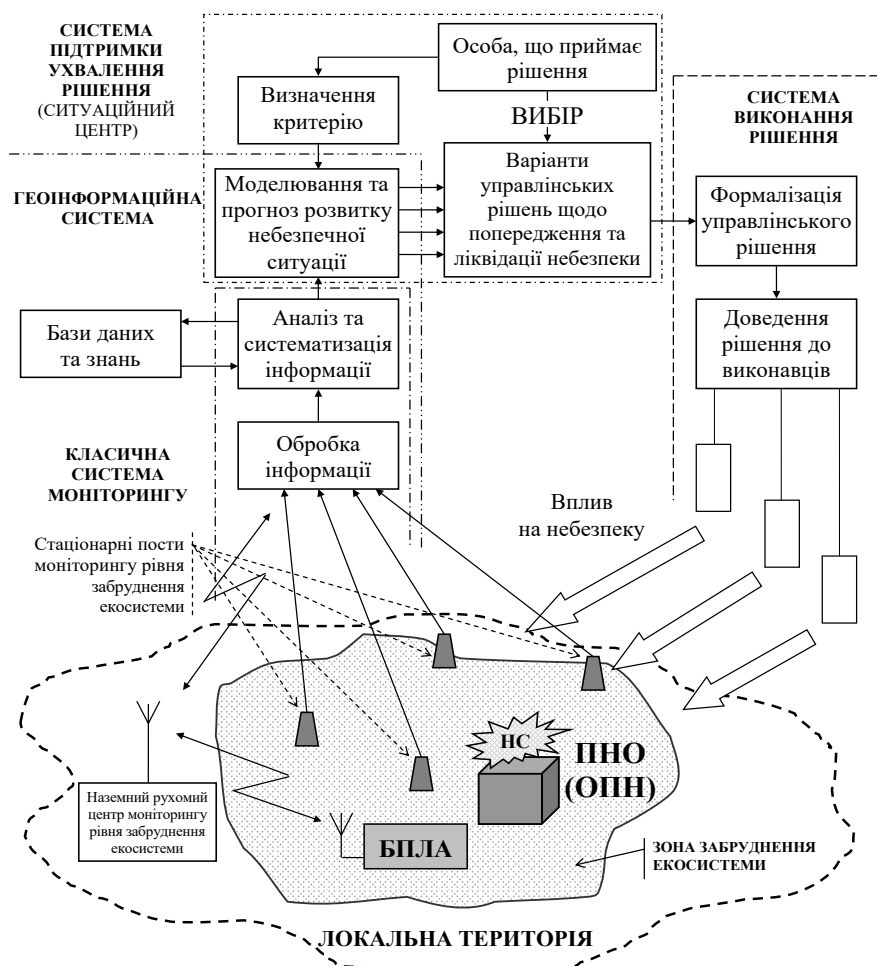 СИСТЕМА
ПІДТРИМКИ
УХВАЛЕННЯ
РІШЕННЯ
(СИТУАЦІЙНИЙ
ЦЕНТР)
Особа, що приймає
рішення
Визначення
критерію
ВИБІР
СИСТЕМА
ВИКОНАННЯ
РІШЕННЯ
ГЕОІНФОРМАЦІЙНА
СИСТЕМА
Моделювання та
прогноз розвитку
небезпечної
ситуації
Варіанти
управлінських
рішень щодо
попередження та
ліквідації небезпеки
Формалізація
управлінського
рішення
Бази даних
та знань
Аналіз та
систематизація
інформації
Доведення
рішення до
виконавців
КЛАСИЧНА
СИСТЕМА
МОНІТОРИНГУ
Обробка
інформації
Вплив
на небезпеку
Стаціонарні пости
моніторингу рівня
забруднення
екосистеми
НС
ПНО
(ОПН)
Наземний рухомий
центр моніторингу
рівня забруднення
екосистеми
БПЛА
ЗОНА ЗАБРУДНЕННЯ
ЕКОСИСТЕМИ
ЛОКАЛЬНА ТЕРИТОРІЯ